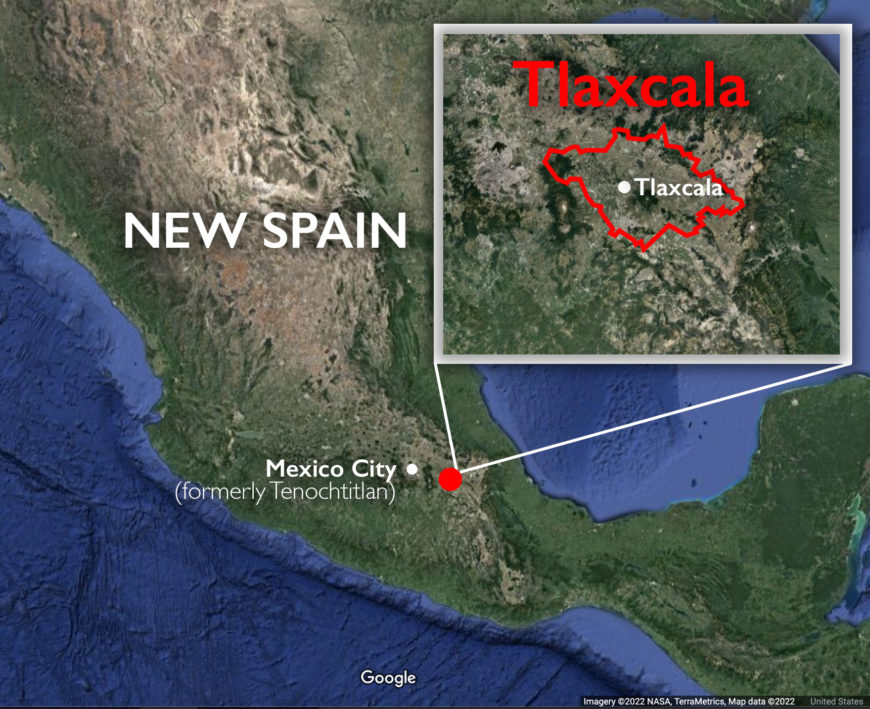 Tlaxcala
Tlaxcala
NEW SPAIN
Mexico City
(formerly Tenochtitlan)
Google
Imagery ©2022 NASA, TerraMetrics, Map data ©2022 United States